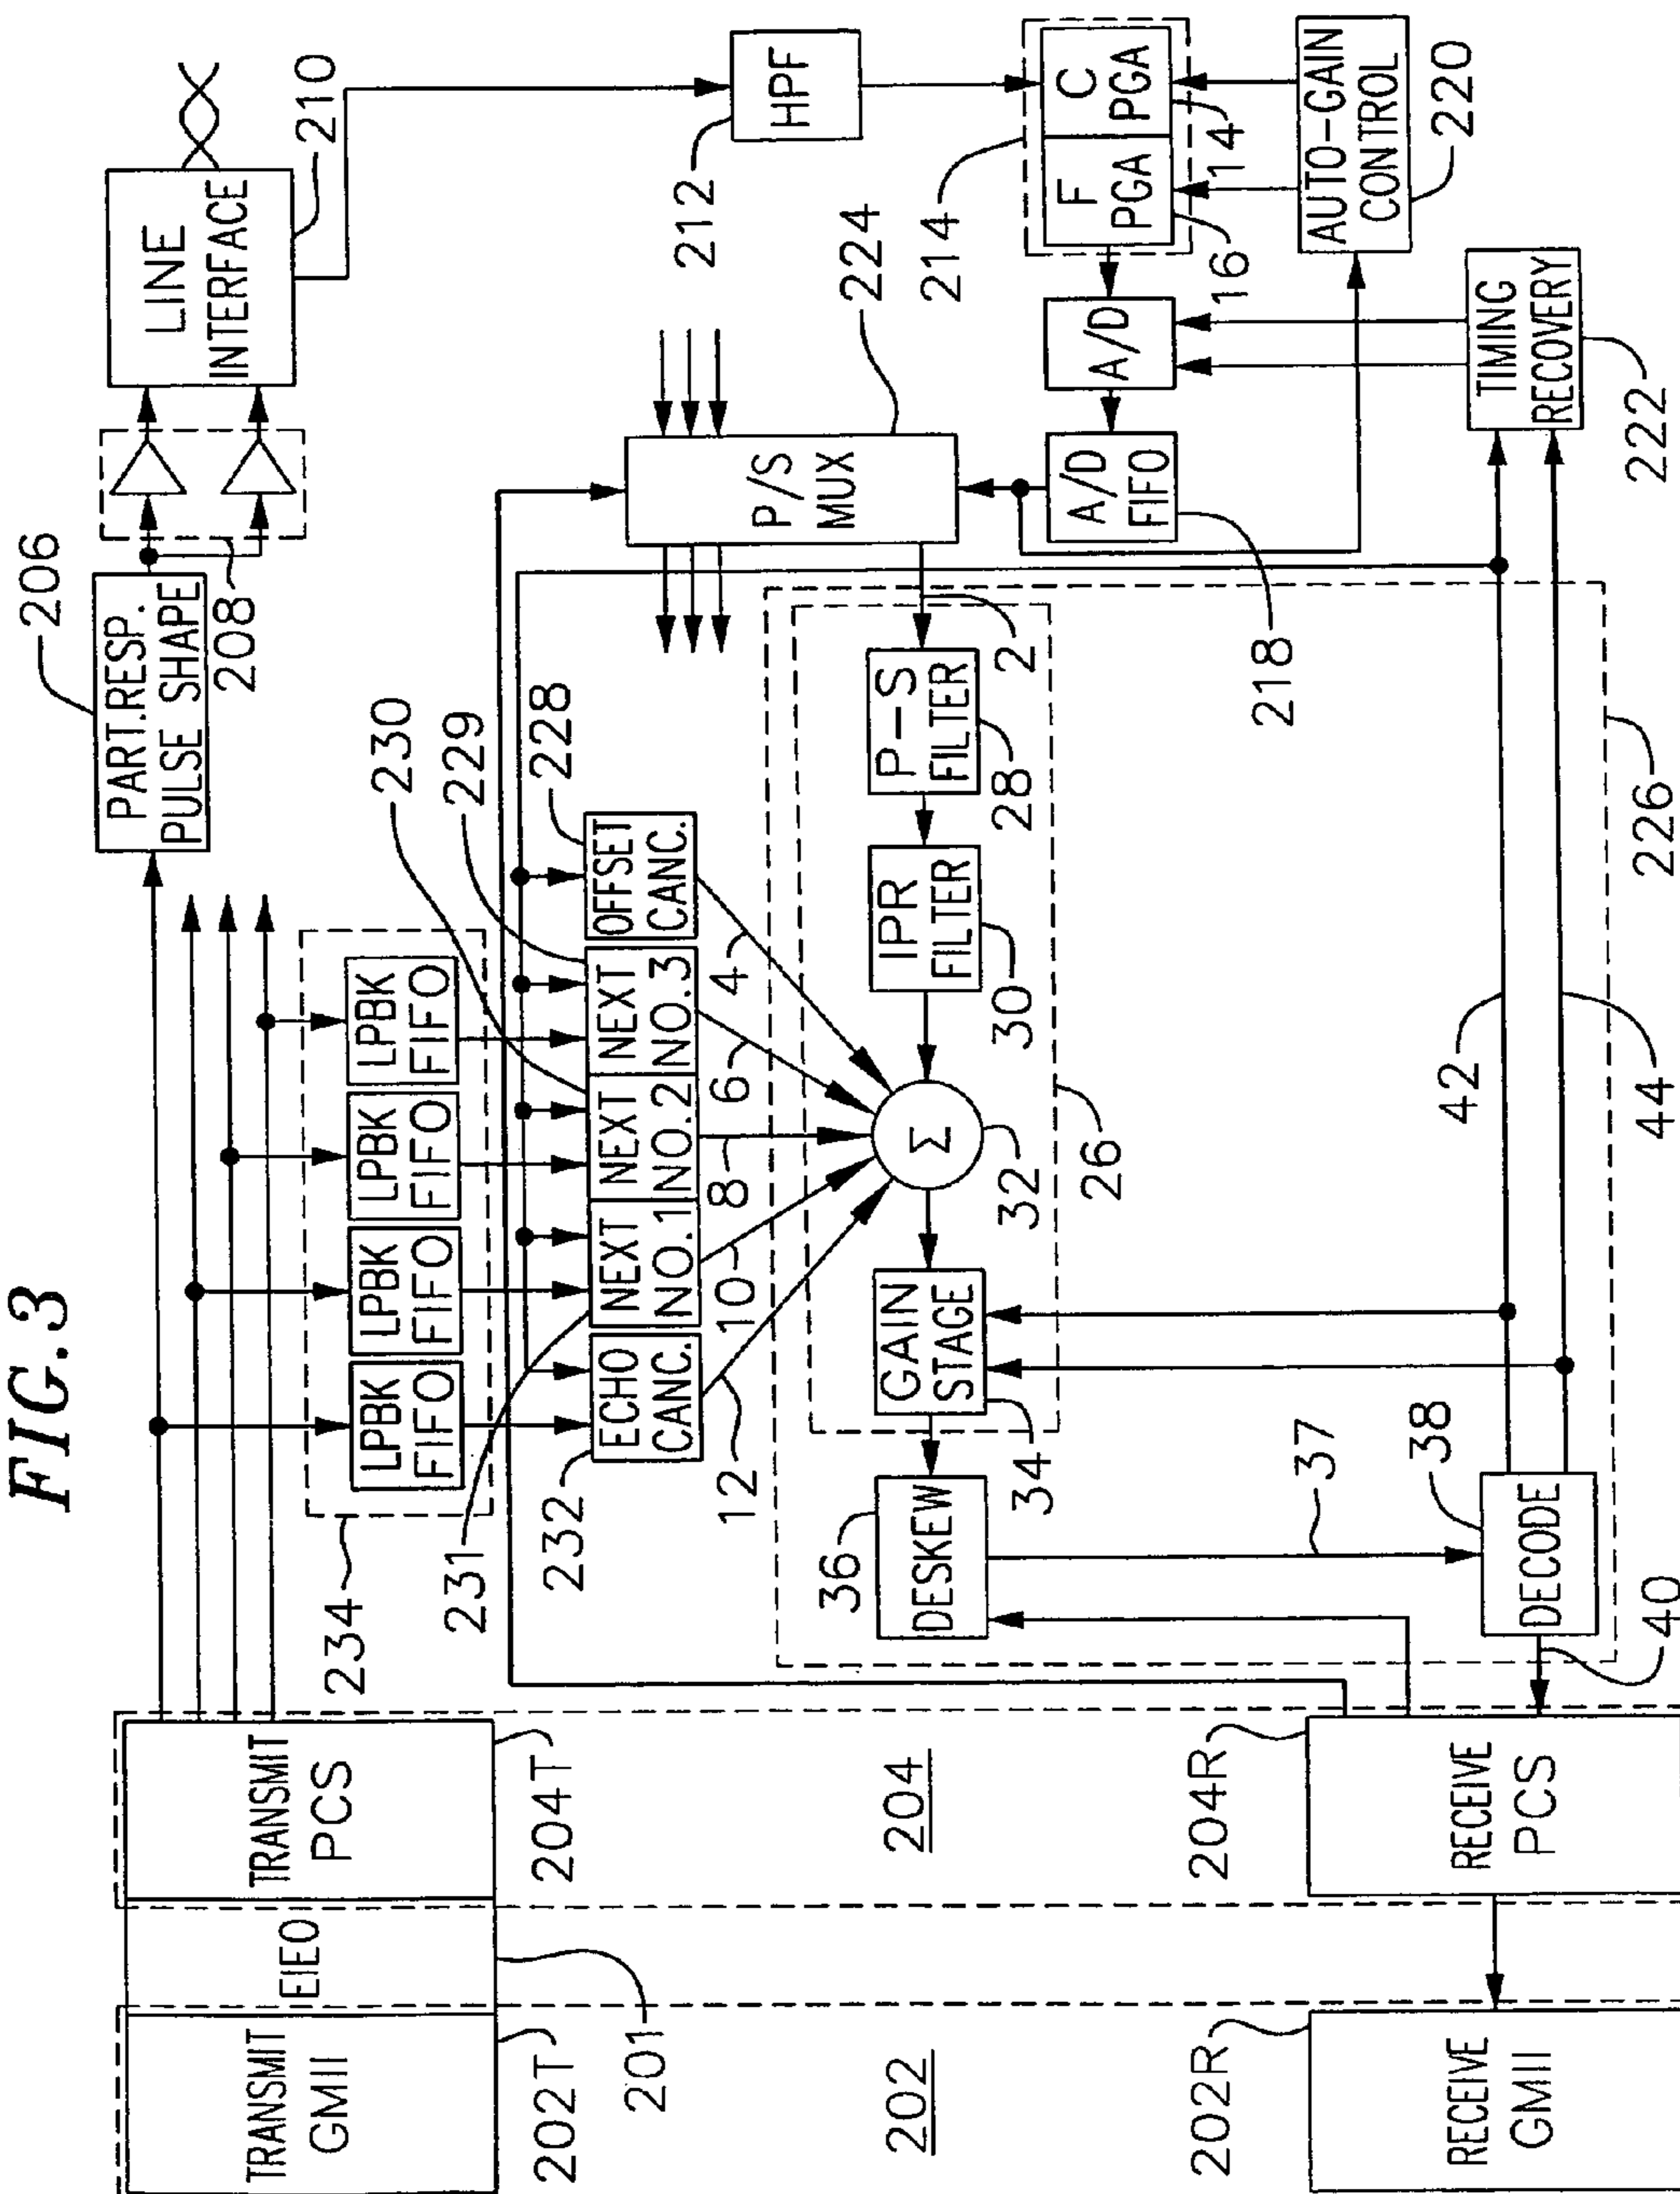 FIG.3
TRANSMIT
GMII
202T
EIEO
201
TRANSMIT
PCS
204T
202
204
RECEIVE
GMII
202R
RECEIVE
PCS
204R
PART.RESP.
PULSE SHAPE
206
208
LINE
INTERFACE
210
HPF
212
C
PGA
14
F
PGA
16
214
AUTO-GAIN
CONTROL
220
A/D
A/D
FIFO
218
TIMING
RECOVERY
222
P/S
MUX
224
LPBK
FIFO
LPBK
FIFO
LPBK
FIFO
LPBK
FIFO
234
ECHO
CANC.
232
NEXT
NO.1
231
NEXT
NO.2
230
NEXT
NO.3
229
OFFSET
CANC.
228
12
10
8
6
4
2
P-S
FILTER
28
IPR
FILTER
30
Σ
32
GAIN
STAGE
34
26
DESKEW
36
37
DECODE
38
40
42
44
226